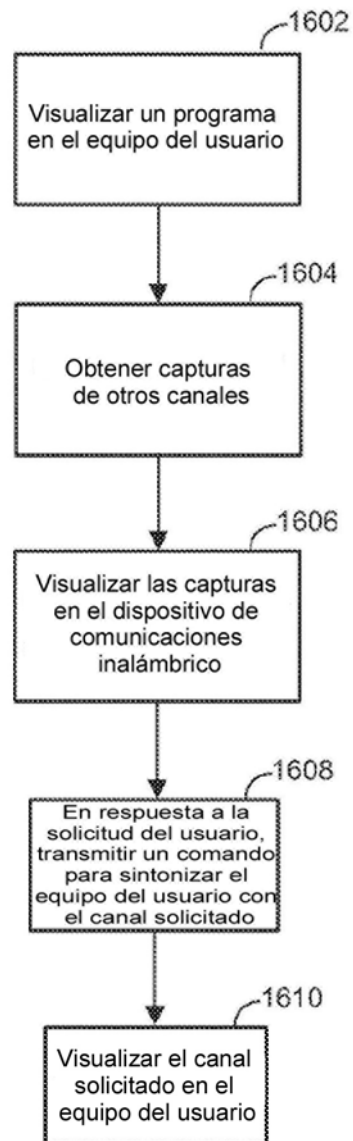 1602
Visualizar un programa
en el equipo del usuario
1604
Obtener capturas
de otros canales
1606
Visualizar las capturas
en el dispositivo de
comunicaciones
inalámbrico
1608
En respuesta a la
solicitud del usuario,
transmitir un comando
para sintonizar el
equipo del usuario con
el canal solicitado
1610
Visualizar el canal
solicitado en el
equipo del usuario